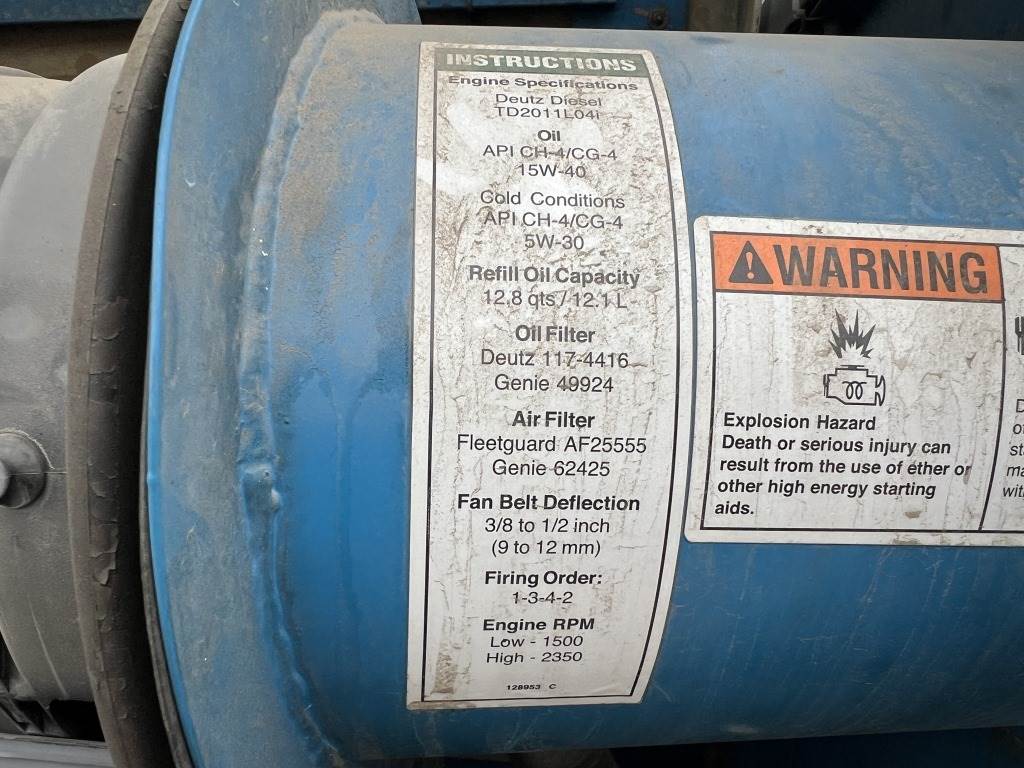 INSTRUCTIONS
Engine Specifications
Deutz Diesel
TD2011L04i
Oil
API CH-4/CG-4
15W-40
Cold Conditions
API CH-4/CG-4
5W-30
Refill Oil Capacity
12.8 qts./12.1 L
Oil Filter
Deutz 117-4416
Genie 49924
Air Filter
Fleetguard AF25555
Genie 62425
Fan Belt Deflection
3/8 to 1/2 inch
(9 to 12 mm)
Firing Order:
1-3-4-2
Engine RPM
Low - 1500
High - 2350
128953 C
WARNING
Explosion Hazard
Death or serious injury can
result from the use of ether or
other high energy starting
aids.